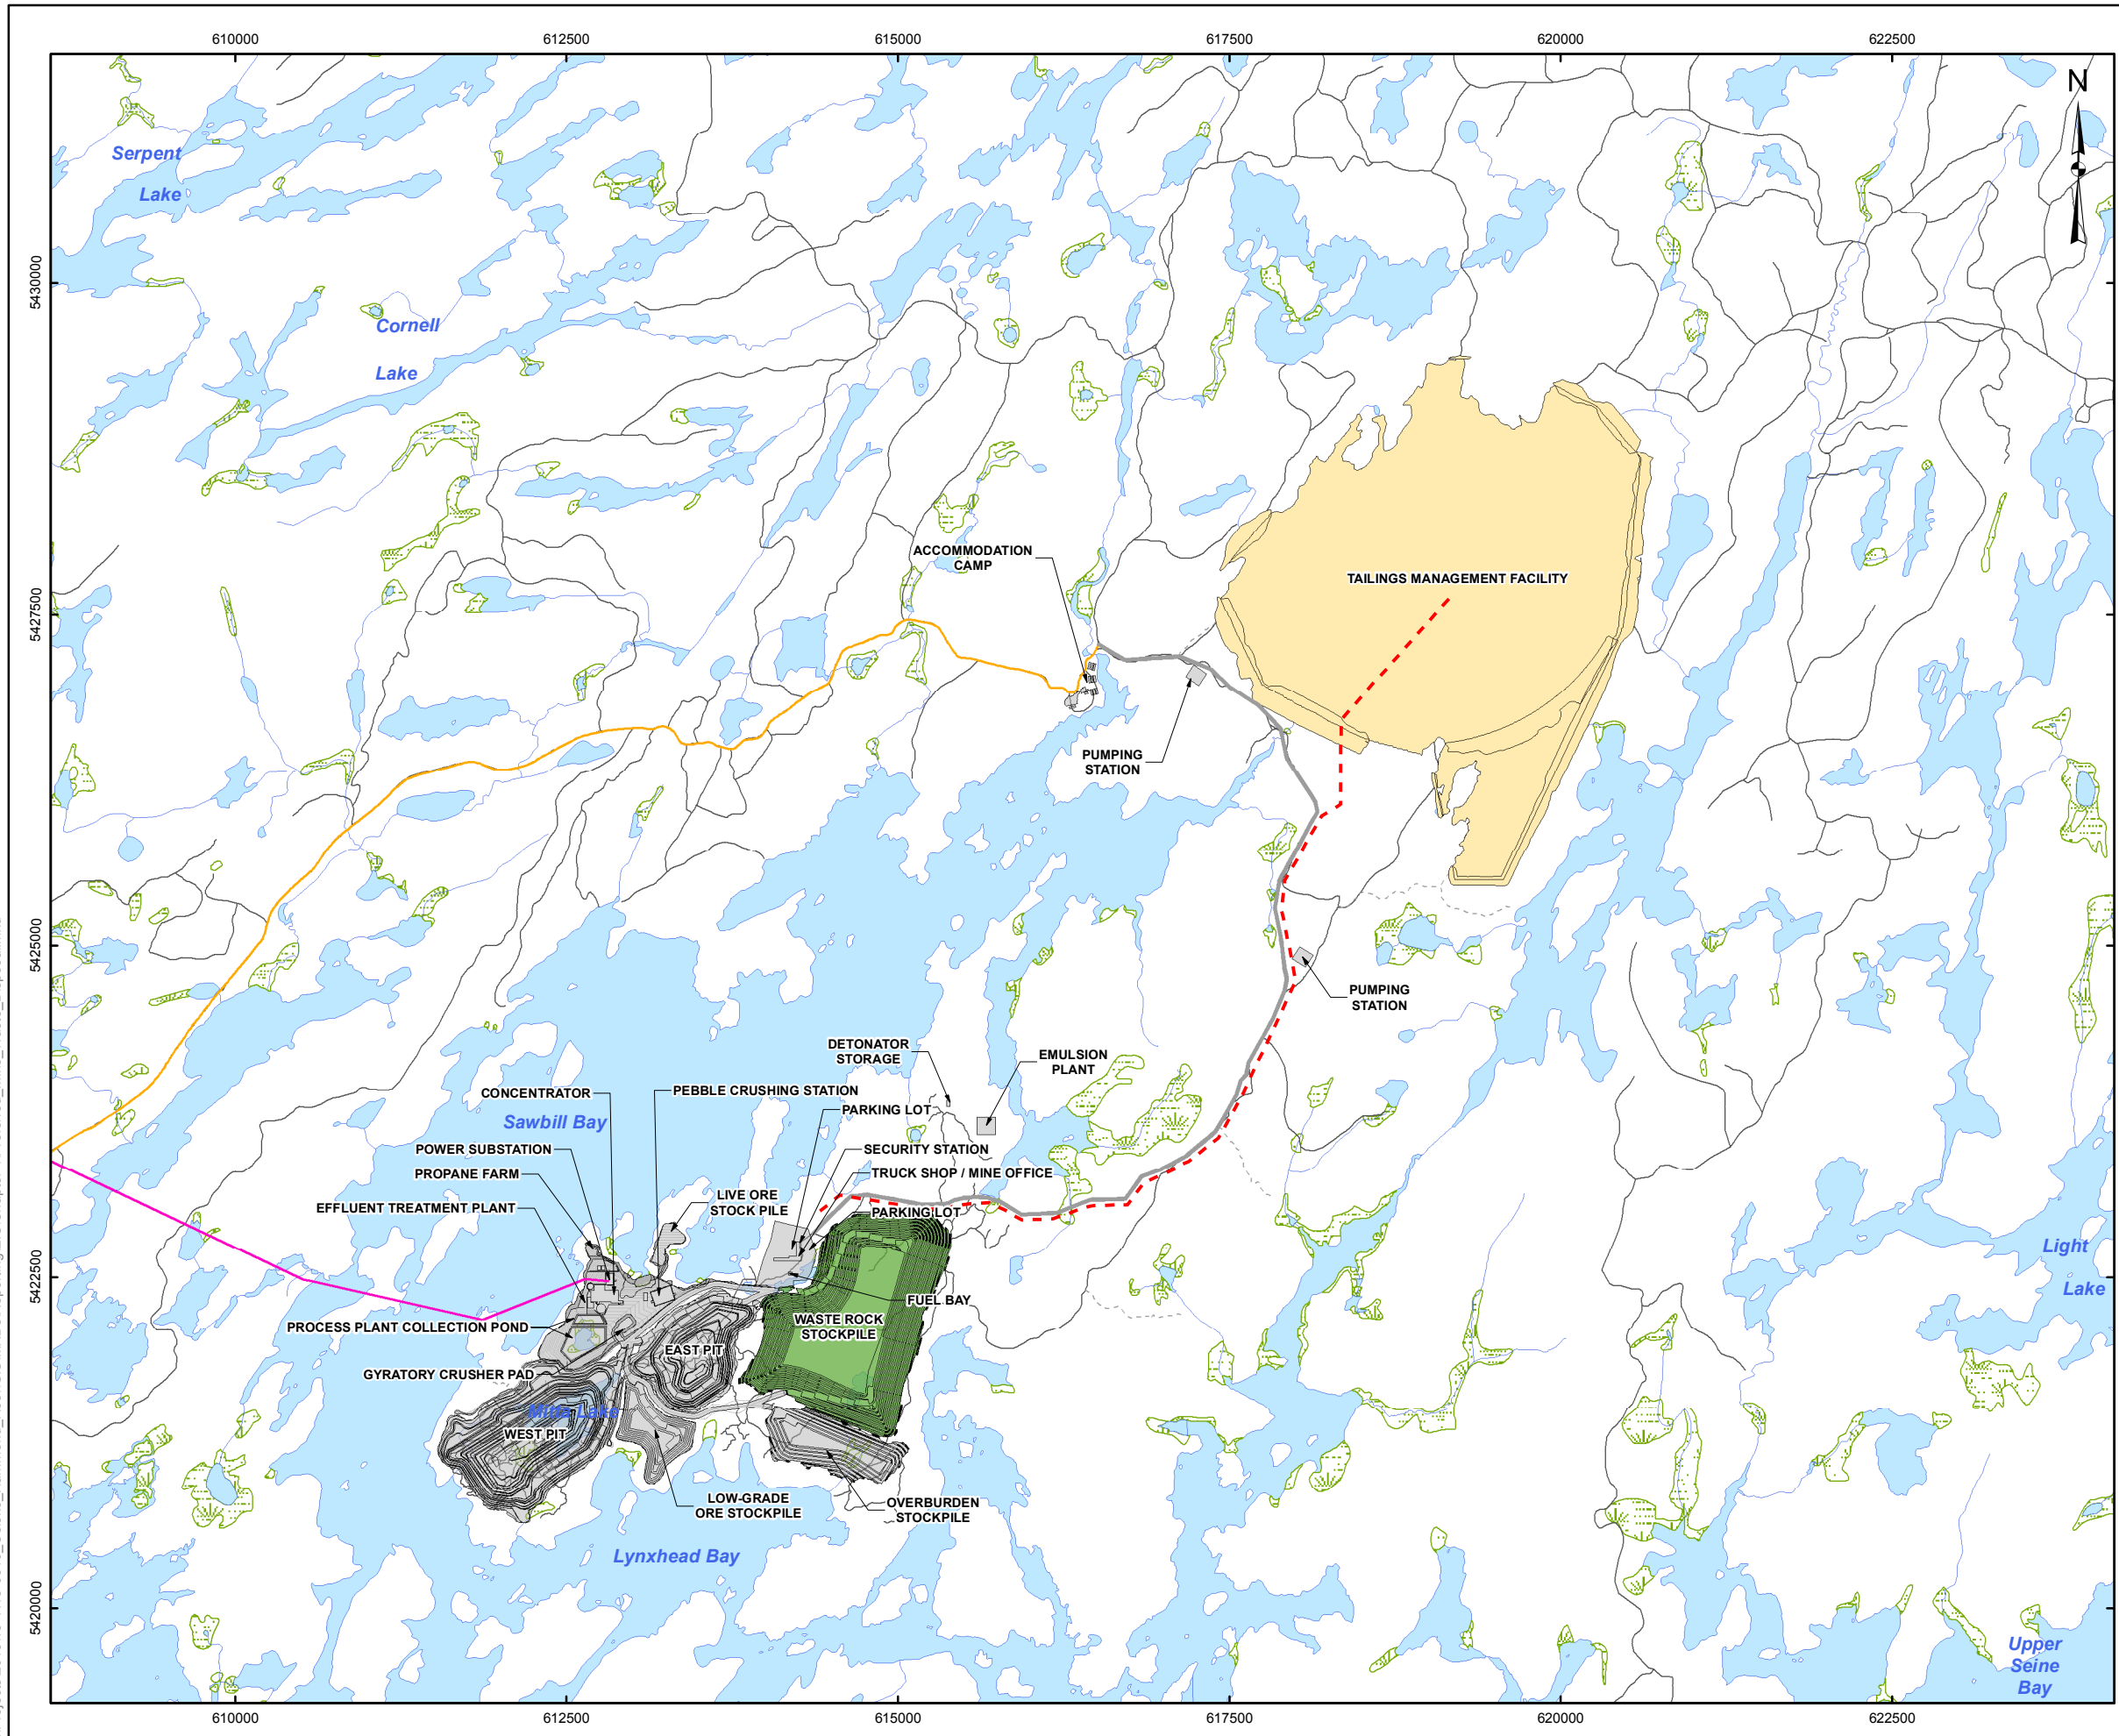 610000
612500
615000
617500
620000
622500
N
Serpent
Lake
5430000
Cornell
Lake
ACCOMMODATION
CAMP
TAILINGS MANAGEMENT FACILITY
5427500
PUMPING
STATION
5425000
PUMPING
STATION
DETONATOR
STORAGE
EMULSION
PLANT
CONCENTRATOR
PEBBLE CRUSHING STATION
PARKING LOT
Sawbill Bay
POWER SUBSTATION
SECURITY STATION
PROPANE FARM
TRUCK SHOP / MINE OFFICE
EFFLUENT TREATMENT PLANT
LIVE ORE
STOCK PILE
PARKING LOT
Light
Lake
5422500
FUEL BAY
PROCESS PLANT COLLECTION POND
WASTE ROCK
STOCKPILE
EAST PIT
GYRATORY CRUSHER PAD
Mitta Lake
WEST PIT
LOW-GRADE
ORE STOCKPILE
OVERBURDEN
STOCKPILE
Lynxhead Bay
5420000
Upper
Seine
Bay
610000
612500
615000
617500
620000
622500